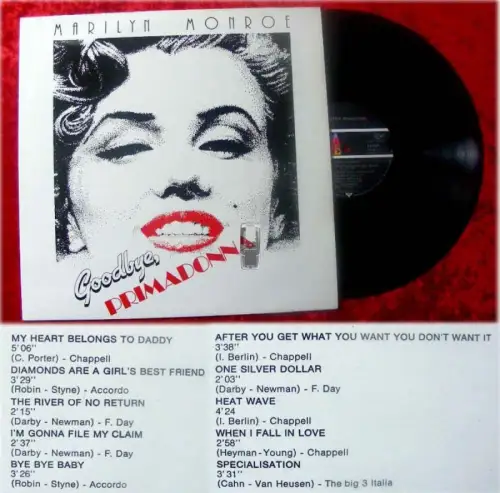 MARILYN MONROE
Goodbye,
PRIMADONNA
MY HEART BELONGS TO DADDY
5'06"
(C. Porter) - Chappell
DIAMONDS ARE A GIRL'S BEST FRIEND
3'29"
(Robin - Styne) - Accordo
THE RIVER OF NO RETURN
2'15"
(Darby - Newman) - F. Day
I'M GONNA FILE MY CLAIM
2'37"
(Darby - Newman) - F. Day
BYE BYE BABY
3'26"
(Robin - Styne) - Accordo
AFTER YOU GET WHAT YOU WANT YOU DON'T WANT IT
3'38"
(I. Berlin) - Chappell
ONE SILVER DOLLAR
2'03"
(Darby - Newman) - F. Day
HEAT WAVE
4'24
(I. Berlin) - Chappell
WHEN I FALL IN LOVE
2'58"
(Heyman-Young) - Chappell
SPECIALISATION
3'31"
(Cahn - Van Heusen) - The big 3 Italia